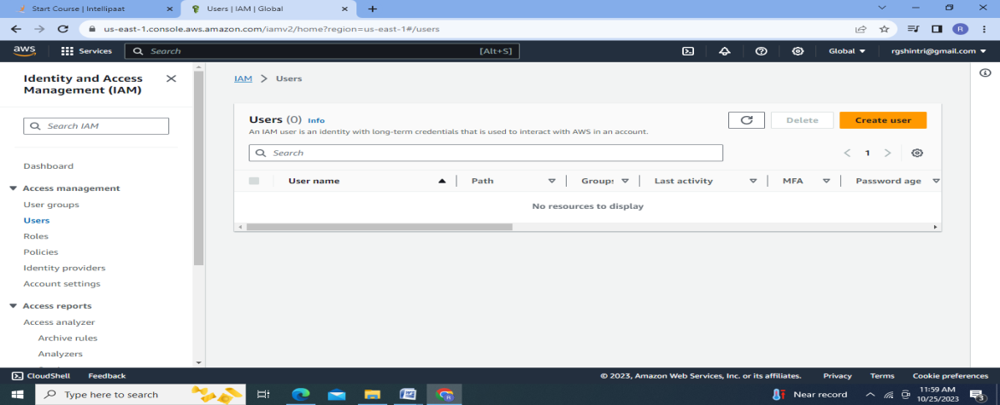 Start Course | Intellipaat
Users | IAM | Global
us-east-1.console.aws.amazon.com/iamv2/home?region=us-east-1#/users
R
aws
Services
Search
[Alt+S]
Global
rgshintri@gmail.com
Identity and Access
Management (IAM)
Search IAM
Dashboard
Access management
User groups
Users
Roles
Policies
Identity providers
Account settings
Access reports
Access analyzer
Archive rules
Analyzers
IAM > Users
Users (0) Info
An IAM user is an identity with long-term credentials that is used to interact with AWS in an account.
Delete
Create user
Search
1
User name
Path
Groups
Last activity
MFA
Password age
No resources to display
CloudShell
Feedback
© 2023, Amazon Web Services, Inc. or its affiliates.
Privacy
Terms
Cookie preferences
Type here to search
Near record
11:59 AM
10/25/2023
3